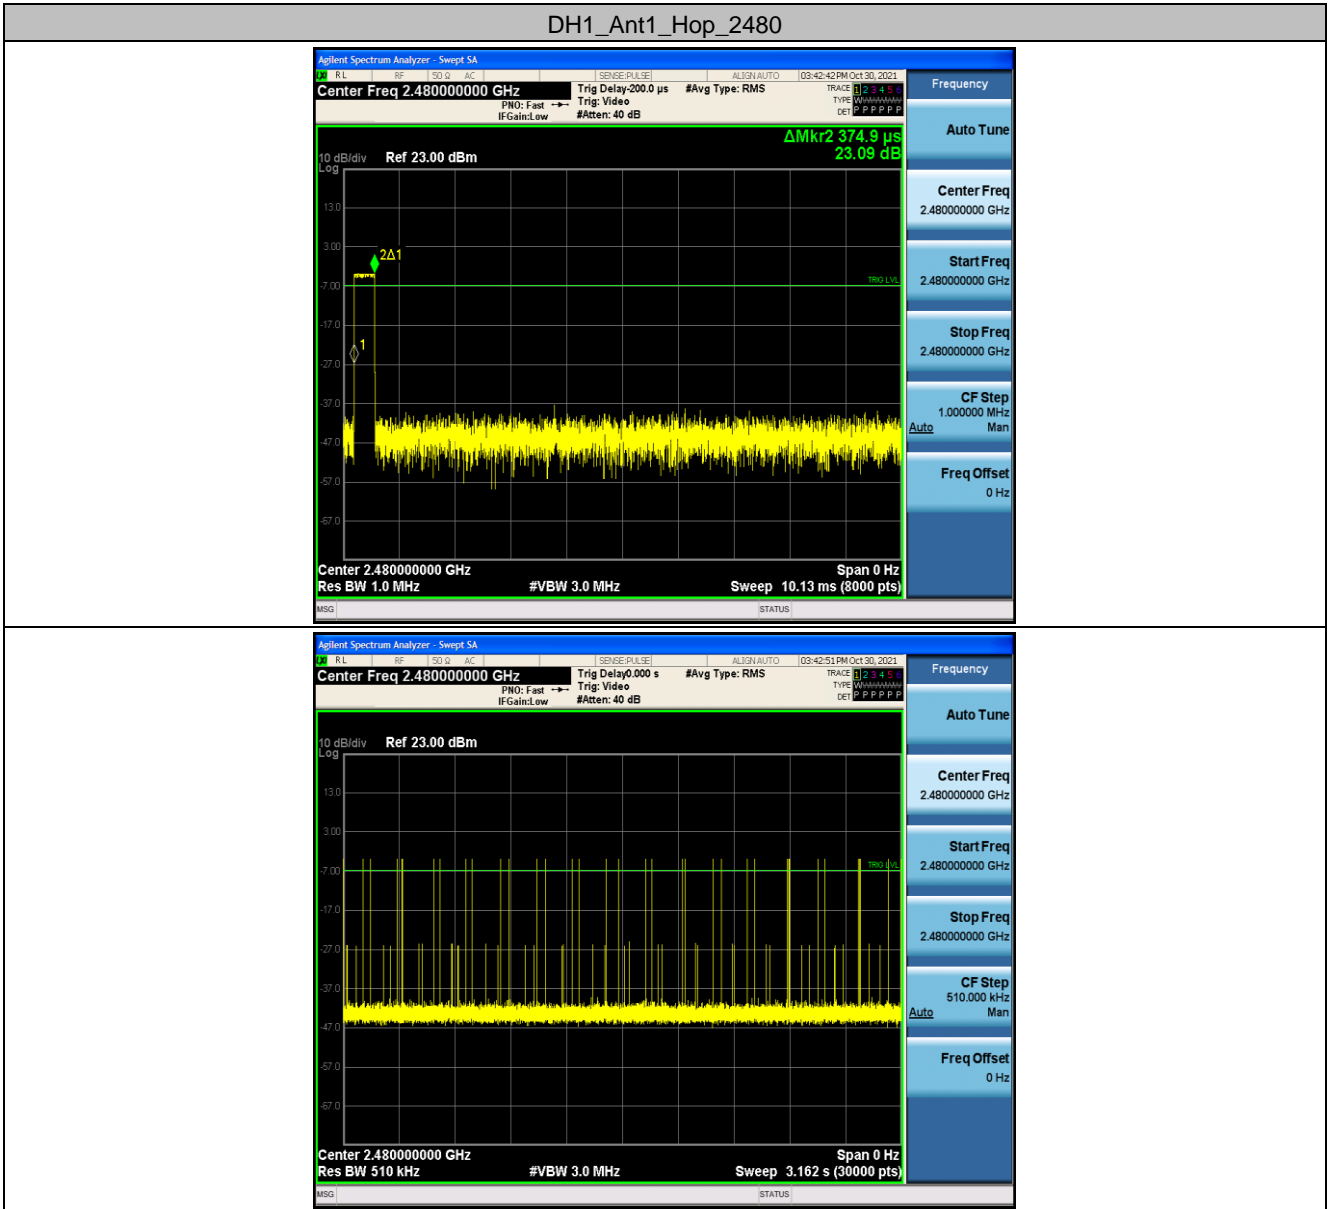 DH1_Ant1_Hop_2480
Agilent Spectrum Analyzer - Swept SA
RL RF 50 Ω AC SENSE:PULSE ALIGN AUTO 03:42:42 PM Oct 30, 2021
Center Freq 2.480000000 GHz
PNO: Fast
IFGain:Low
Trig Delay-200.0 µs
Trig: Video
#Atten: 40 dB
#Avg Type: RMS
TRACE 1 2 3 4 5 6
TYPE
DET P P P P P P
ΔMkr2 374.9 µs
23.09 dB
10 dB/div
Log
Ref 23.00 dBm
13.0
3.00
-7.00
-17.0
-27.0
-37.0
-47.0
-57.0
-67.0
2Δ1
1
TRIG LVL
Center 2.480000000 GHz
Span 0 Hz
Res BW 1.0 MHz
#VBW 3.0 MHz
Sweep 10.13 ms (8000 pts)
MSG
STATUS
Frequency
Auto Tune
Center Freq
2.480000000 GHz
Start Freq
2.480000000 GHz
Stop Freq
2.480000000 GHz
CF Step
1.000000 MHz
Auto Man
Freq Offset
0 Hz
Agilent Spectrum Analyzer - Swept SA
RL RF 50 Ω AC SENSE:PULSE ALIGN AUTO 03:42:51 PM Oct 30, 2021
Center Freq 2.480000000 GHz
PNO: Fast
IFGain:Low
Trig Delay0.000 s
Trig: Video
#Atten: 40 dB
#Avg Type: RMS
TRACE 1 2 3 4 5 6
TYPE
DET P P P P P P
10 dB/div
Log
Ref 23.00 dBm
13.0
3.00
-7.00
-17.0
-27.0
-37.0
-47.0
-57.0
-67.0
TRIG LVL
Center 2.480000000 GHz
Span 0 Hz
Res BW 510 kHz
#VBW 3.0 MHz
Sweep 3.162 s (30000 pts)
MSG
STATUS
Frequency
Auto Tune
Center Freq
2.480000000 GHz
Start Freq
2.480000000 GHz
Stop Freq
2.480000000 GHz
CF Step
510.000 kHz
Auto Man
Freq Offset
0 Hz